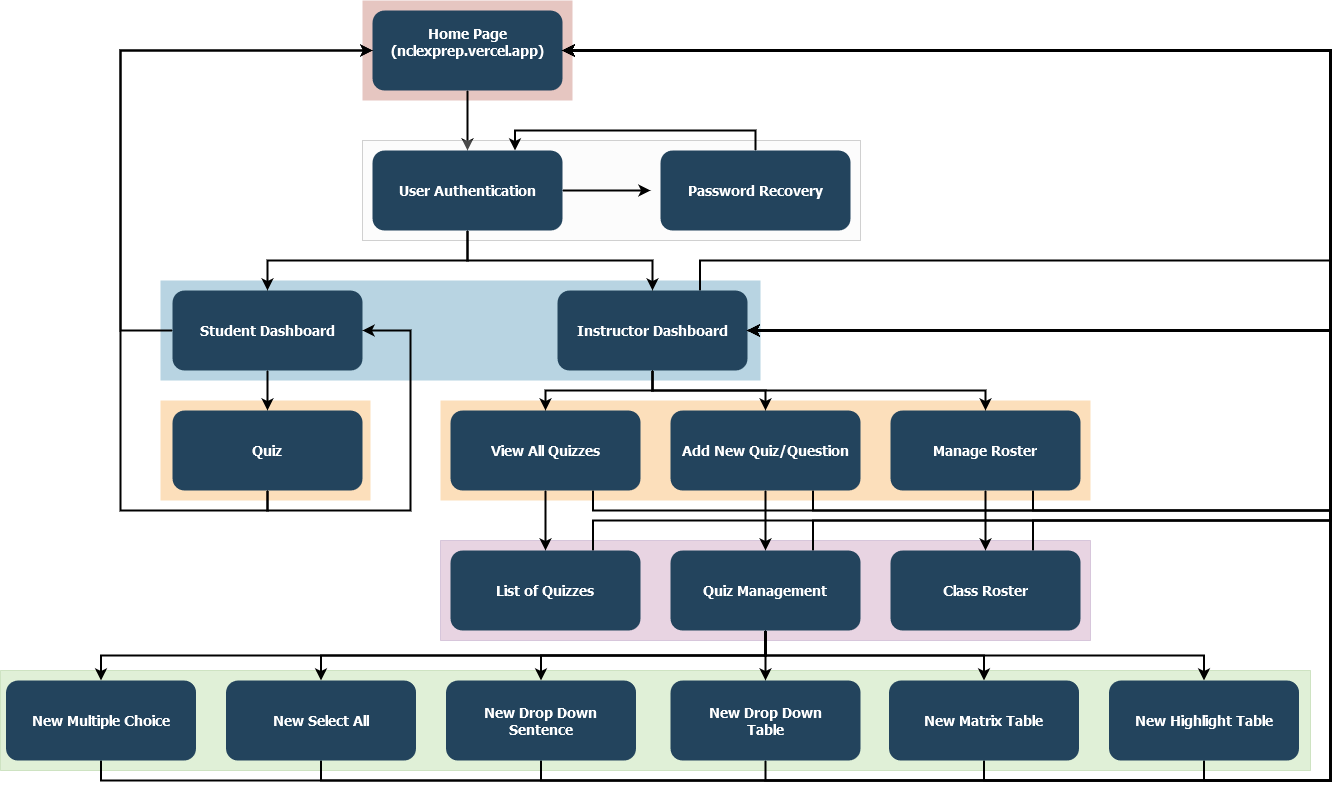 Home Page
(nclexprep.vercel.app)
User Authentication
Password Recovery
Student Dashboard
Instructor Dashboard
Quiz
View All Quizzes
Add New Quiz/Question
Manage Roster
List of Quizzes
Quiz Management
Class Roster
New Multiple Choice
New Select All
New Drop Down
Sentence
New Drop Down
Table
New Matrix Table
New Highlight Table